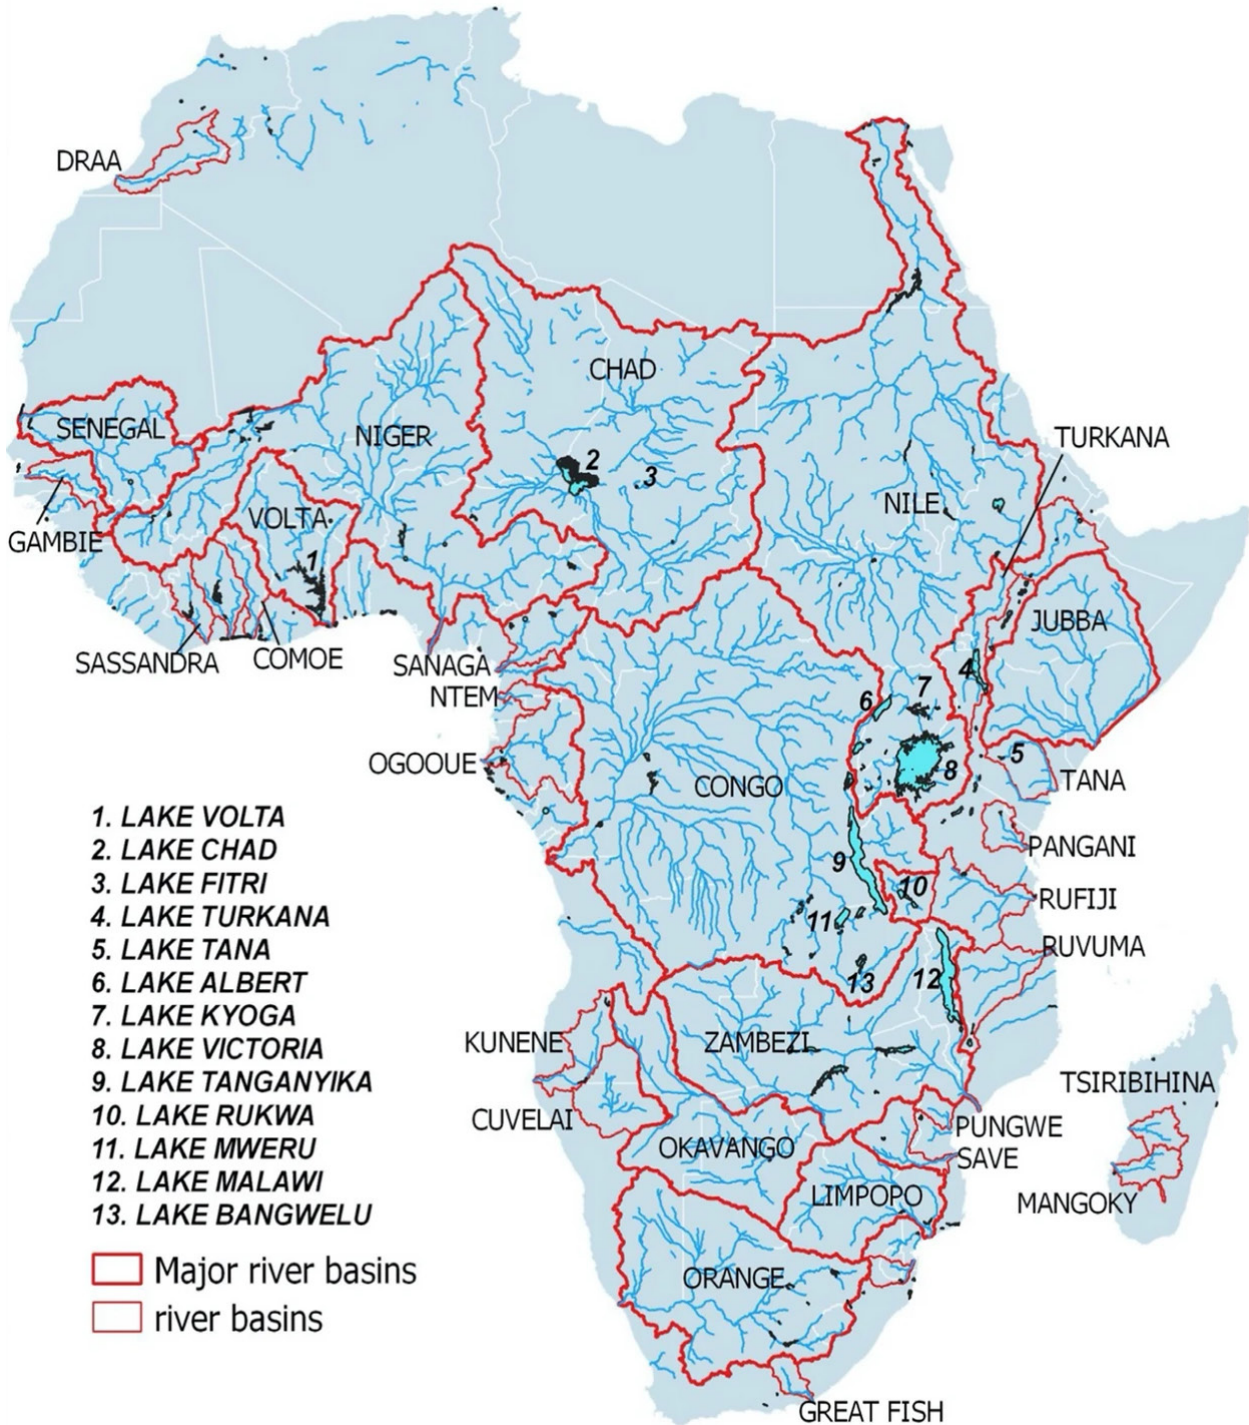 DRAA
CHAD
SENEGAL
NIGER
TURKANA
2
3
NILE
VOLTA
GAMBIE
1
JUBBA
SASSANDRA
COMOE
SANAGA
NTEM
4
6
7
OGOOUE
CONGO
8
5
TANA
PANGANI
9
10
RUFIJI
11
RUVUMA
12
13
KUNENE
ZAMBEZI
TSIRIBIHINA
CUVELAI
OKAVANGO
PUNGWE
SAVE
LIMPOPO
MANGOKY
ORANGE
GREAT FISH
1. LAKE VOLTA
2. LAKE CHAD
3. LAKE FITRI
4. LAKE TURKANA
5. LAKE TANA
6. LAKE ALBERT
7. LAKE KYOGA
8. LAKE VICTORIA
9. LAKE TANGANYIKA
10. LAKE RUKWA
11. LAKE MWERU
12. LAKE MALAWI
13. LAKE BANGWELU
Major river basins
river basins